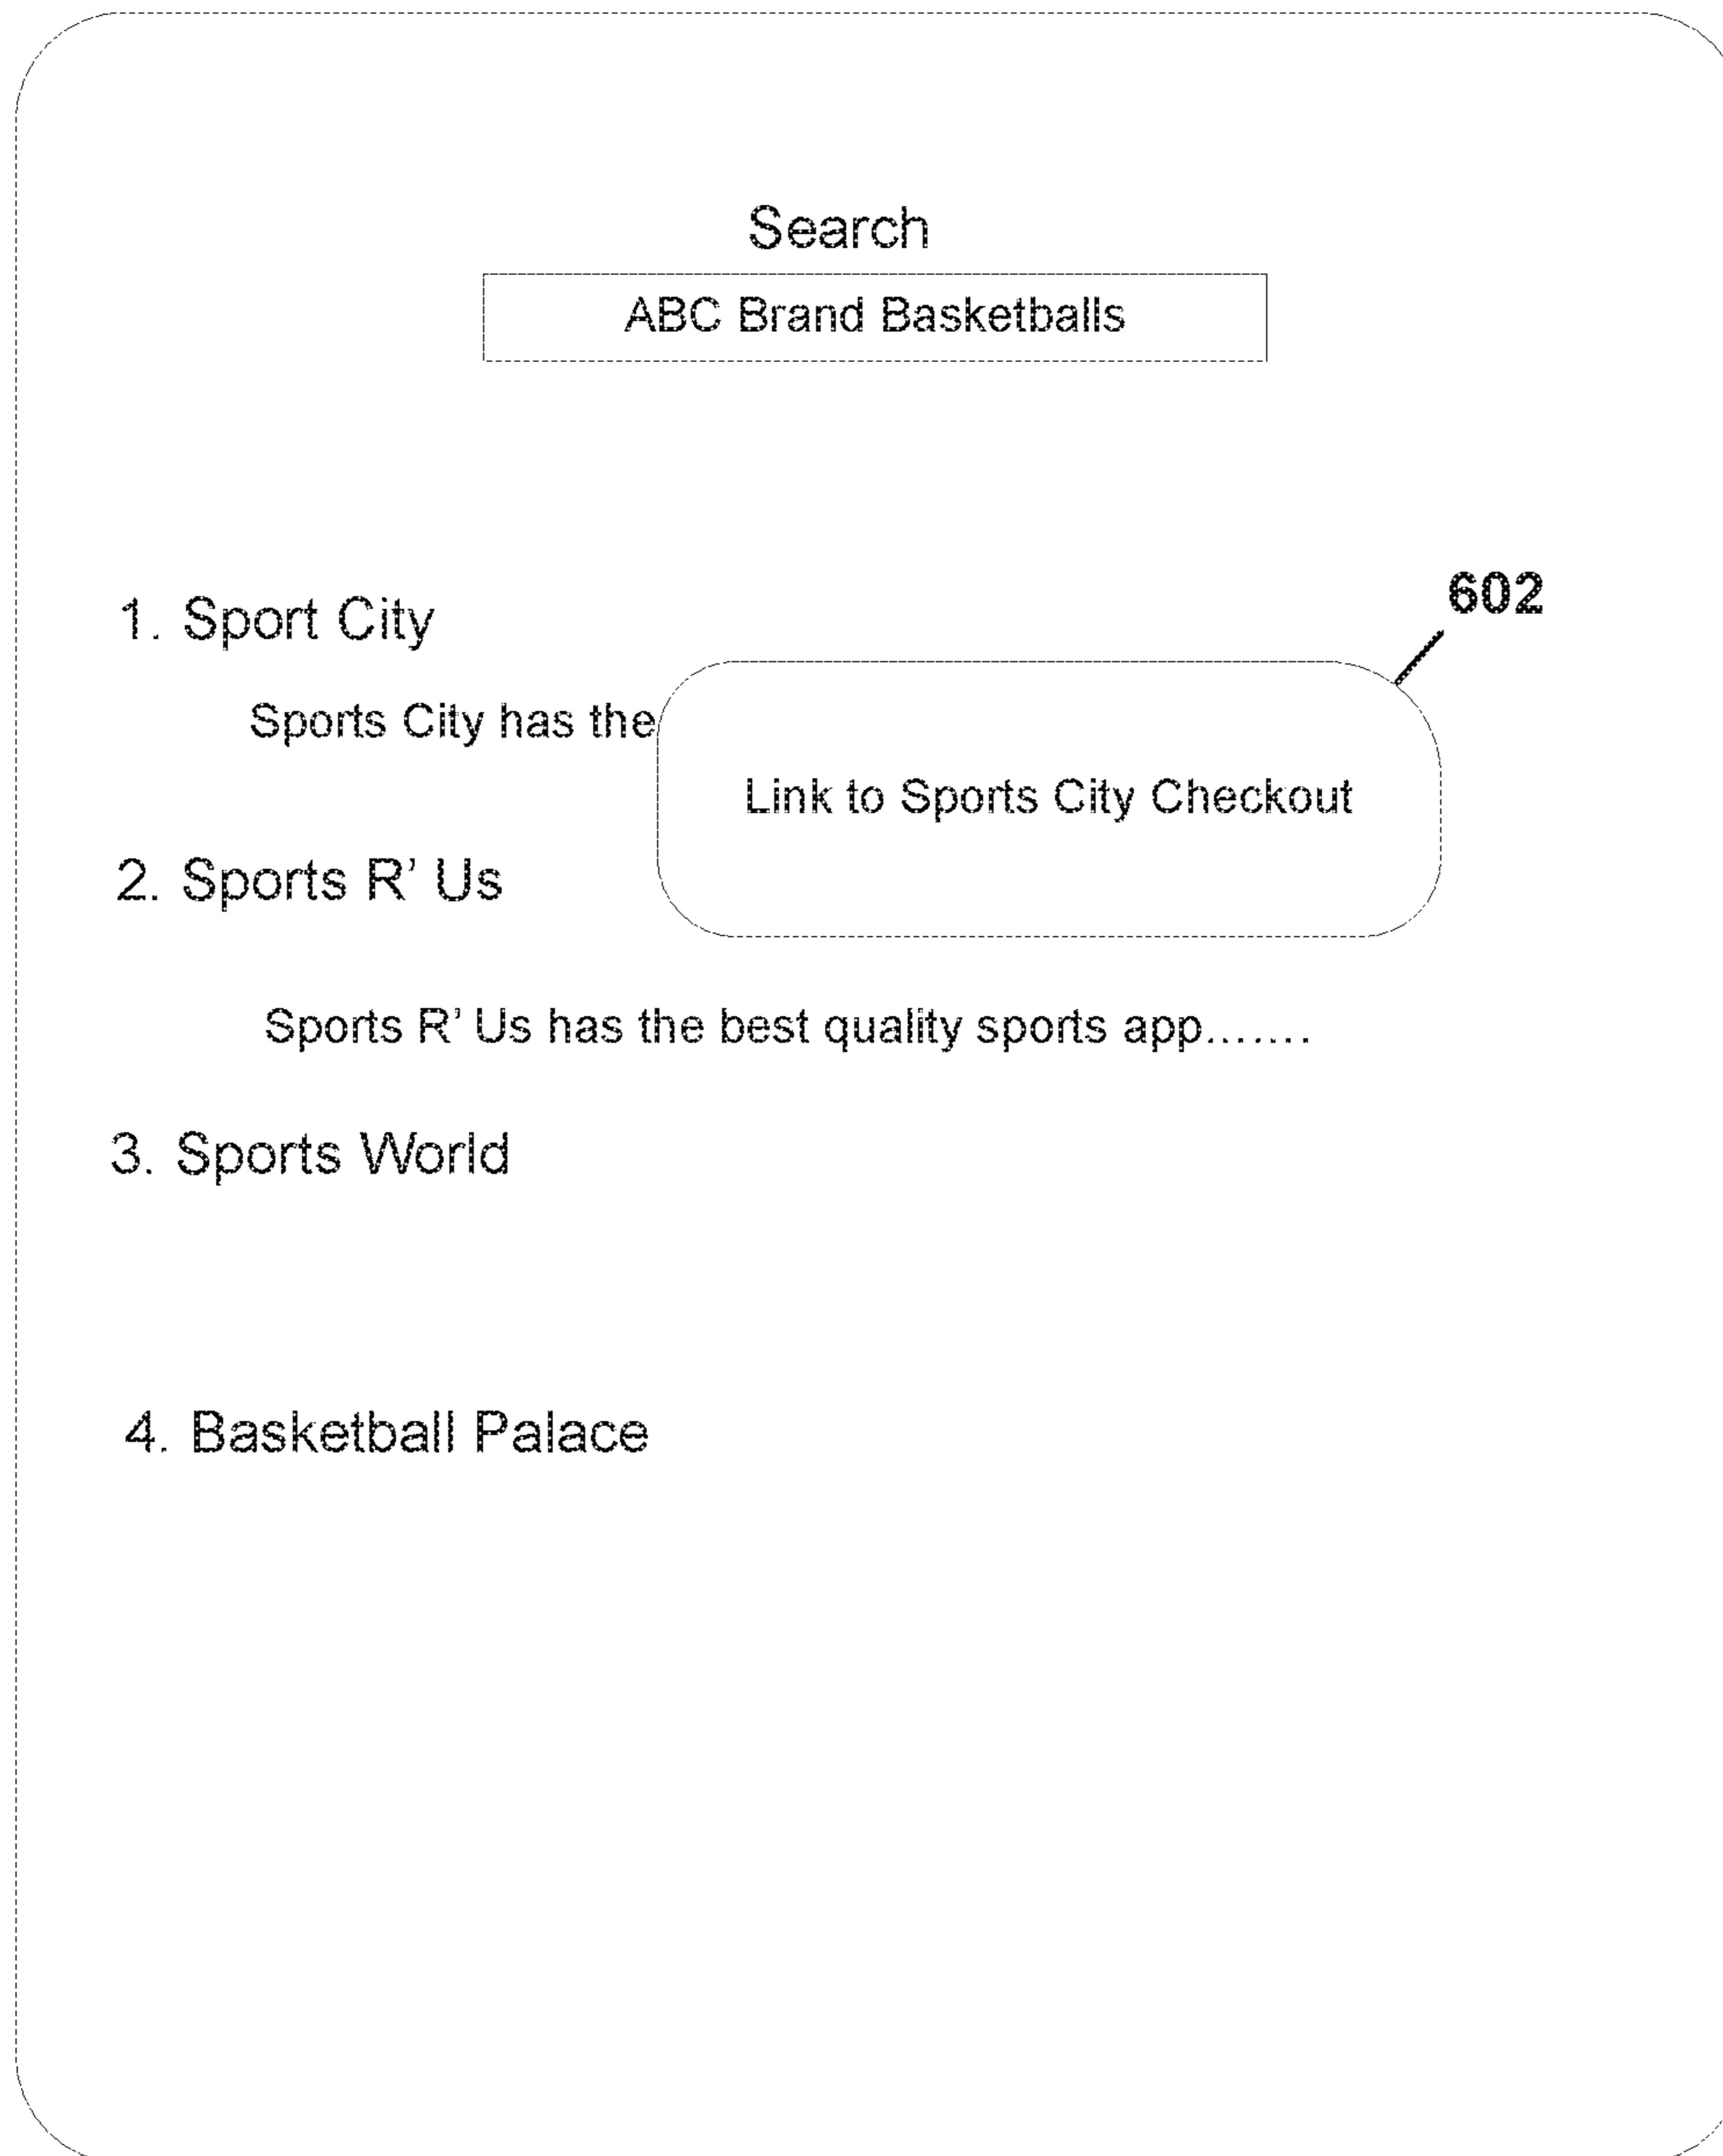 Search
ABC Brand Basketballs
602
1. Sport City
Sports City has the
Link to Sports City Checkout
2. Sports R' Us
Sports R' Us has the best quality sports app.......
3. Sports World
4. Basketball Palace